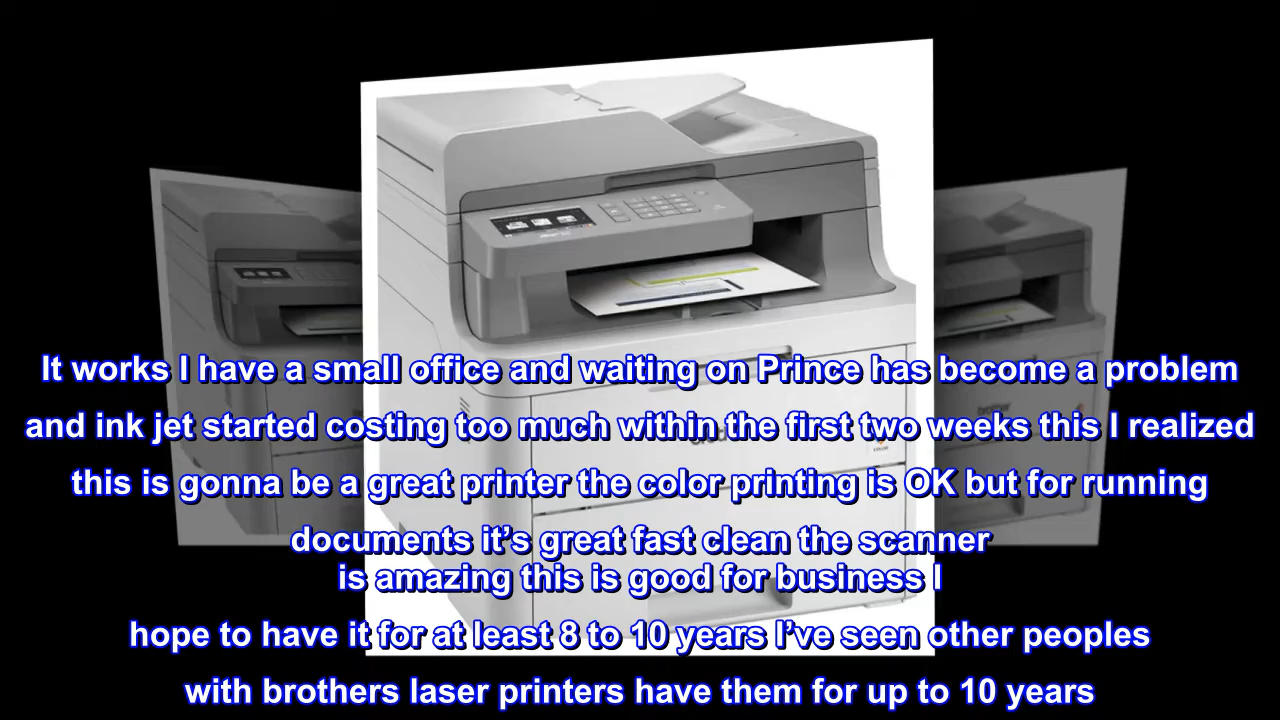 It works I have a small office and waiting on Prince has become a problem
and ink jet started costing too much within the first two weeks this I realized
this is gonna be a great printer the color printing is OK but for running
documents it’s great fast clean the scanner
is amazing this is good for business I
hope to have it for at least 8 to 10 years I’ve seen other peoples
with brothers laser printers have them for up to 10 years
brother
COLOR